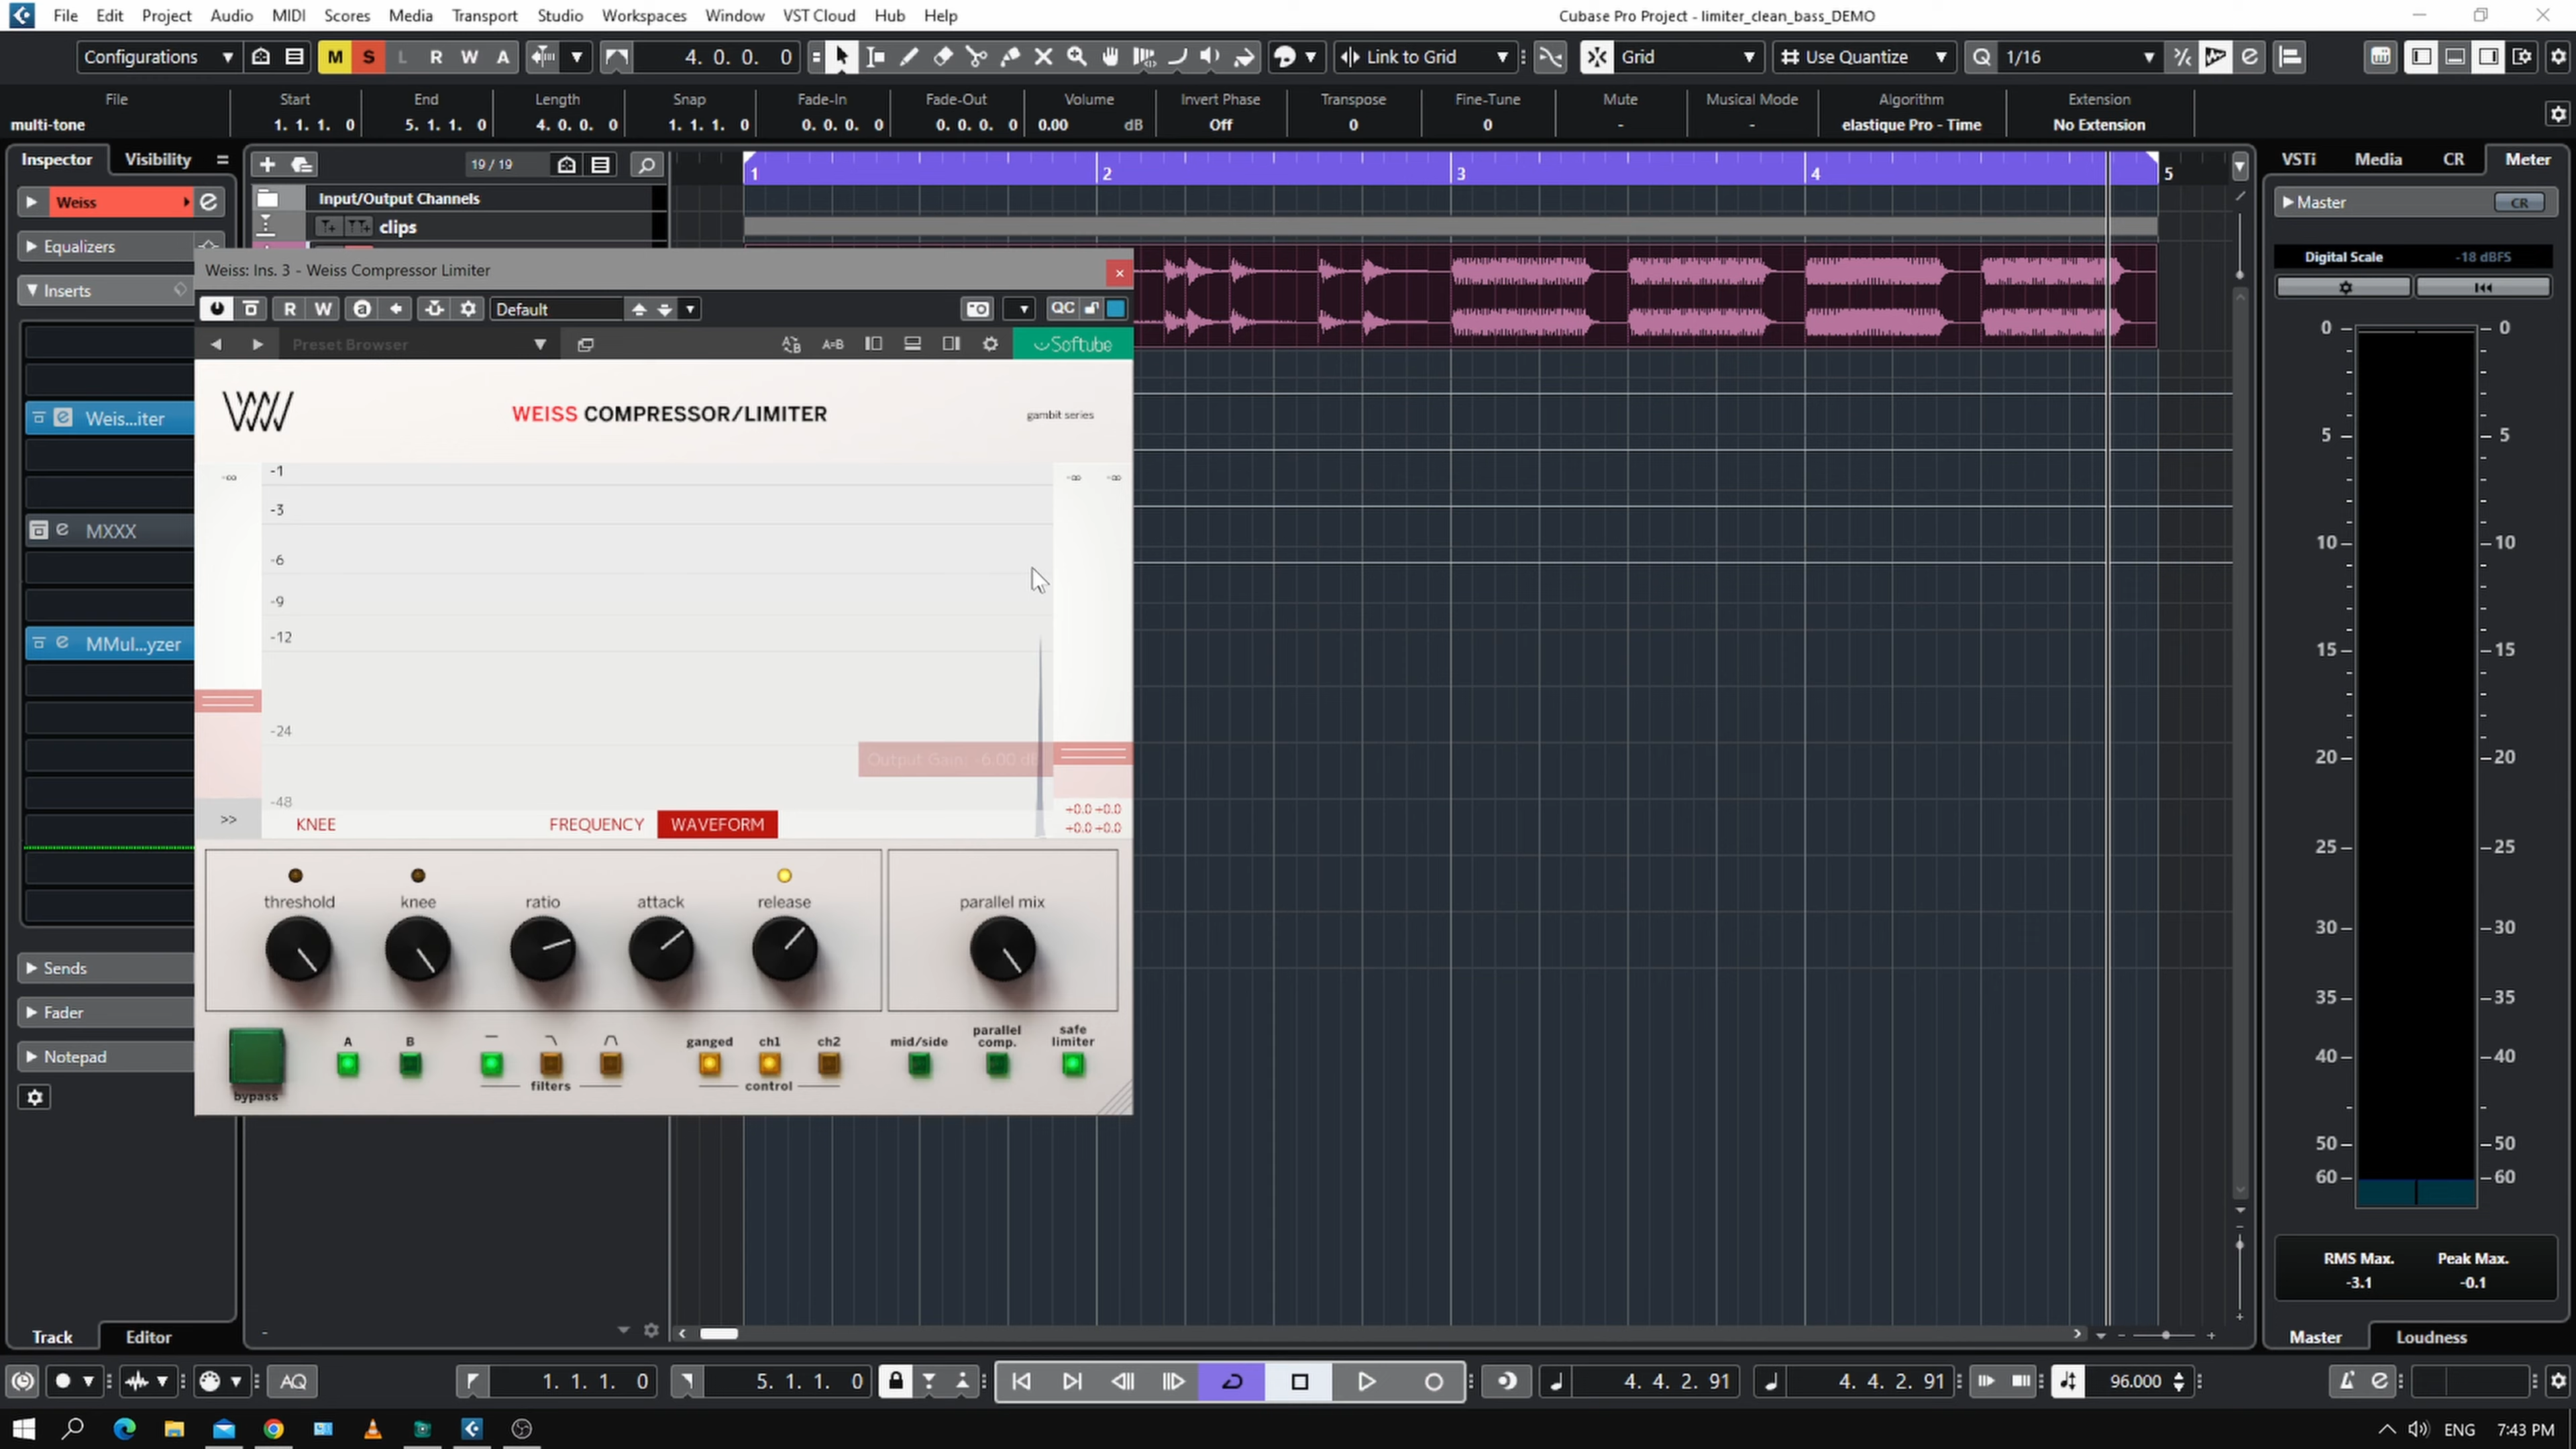 File Edit Project Audio MIDI Scores Media Transport Studio Workspaces Window VST Cloud Hub Help
Cubase Pro Project - limiter_clean_bass_DEMO
Configurations M S L R W A 4. 0. 0. 0 Link to Grid Grid Use Quantize 1/16
File Start End Length Snap Fade-In Fade-Out Volume Invert Phase Transpose Fine-Tune Mute Musical Mode Algorithm Extension
multi-tone 1. 1. 1. 0 5. 1. 1. 0 4. 0. 0. 0 1. 1. 1. 0 0. 0. 0. 0 0. 0. 0. 0 0.00 dB Off 0 0 - - elastique Pro - Time No Extension
Inspector Visibility 19 / 19 VSTi Media CR Meter
1 2 3 4 5
Weiss Input/Output Channels Master CR
clips
Equalizers
Digital Scale -18 dBFS
Inserts
Weiss: Ins. 3 - Weiss Compressor Limiter
R W Default QC
Preset Browser A=B Softube
WEISS COMPRESSOR/LIMITER gambit series
Weis...iter
-∞ -1 -∞ -∞
-3
MXXX
-6
-9
-12
MMul...yzer
-24
Output Gain: -6.00 dB
-48
+0.0 +0.0
+0.0 +0.0
>> KNEE FREQUENCY WAVEFORM
threshold knee ratio attack release parallel mix
A B ganged ch1 ch2 mid/side parallel comp. safe limiter
filters control
bypass
Sends
Fader
Notepad
0 0
5 5
10 10
15 15
20 20
25 25
30 30
35 35
40 40
50 50
60 60
RMS Max. Peak Max.
-3.1 -0.1
Track Editor - Master Loudness
AQ 1. 1. 1. 0 5. 1. 1. 0 4. 4. 2. 91 4. 4. 2. 91 96.000
ENG 7:43 PM